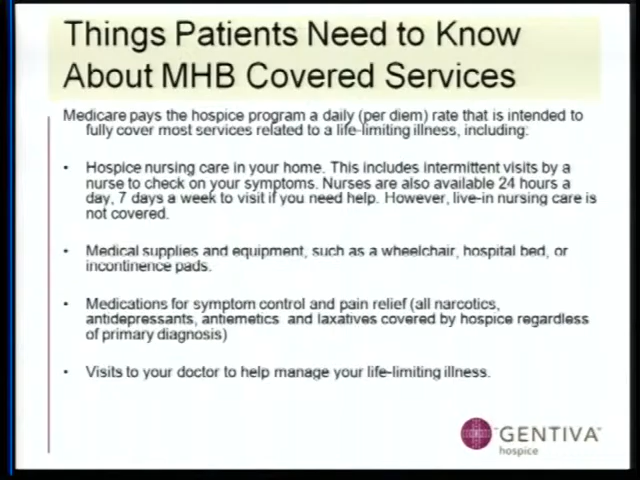 Things Patients Need to Know
About MHB Covered Services
Medicare pays the hospice program a daily (per diem) rate that is intended to
fully cover most services related to a life-limiting illness, including:
• Hospice nursing care in your home. This includes intermittent visits by a
nurse to check on your symptoms. Nurses are also available 24 hours a
day, 7 days a week to visit if you need help. However, live-in nursing care is
not covered.
• Medical supplies and equipment, such as a wheelchair, hospital bed, or
incontinence pads.
• Medications for symptom control and pain relief (all narcotics,
antidepressants, antiemetics and laxatives covered by hospice regardless
of primary diagnosis)
• Visits to your doctor to help manage your life-limiting illness.
GENTIVA
hospice